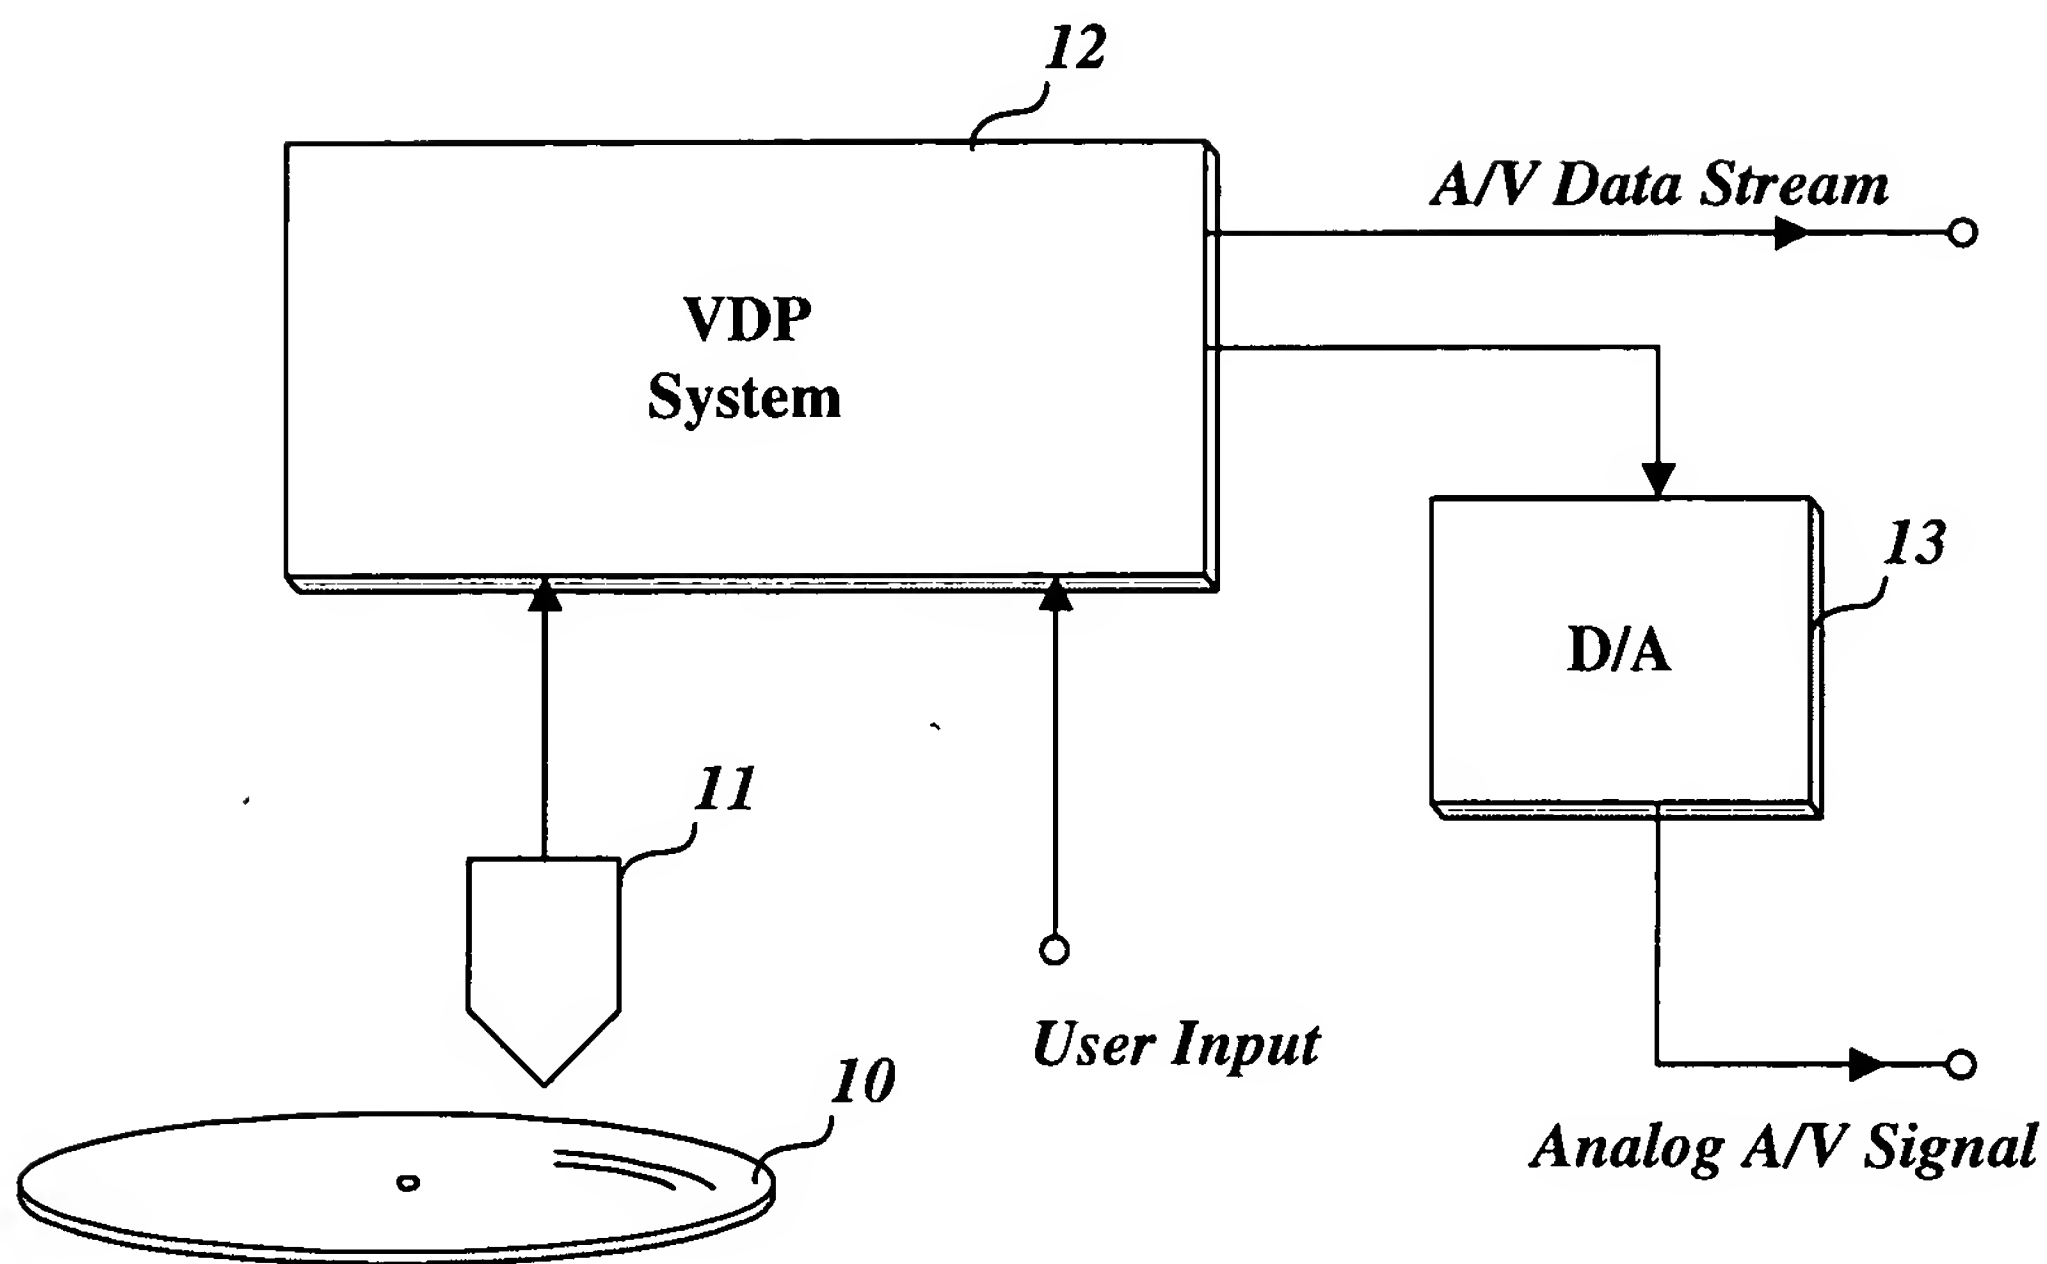 12
A/V Data Stream
VDP
System
13
D/A
11
User Input
10
Analog A/V Signal